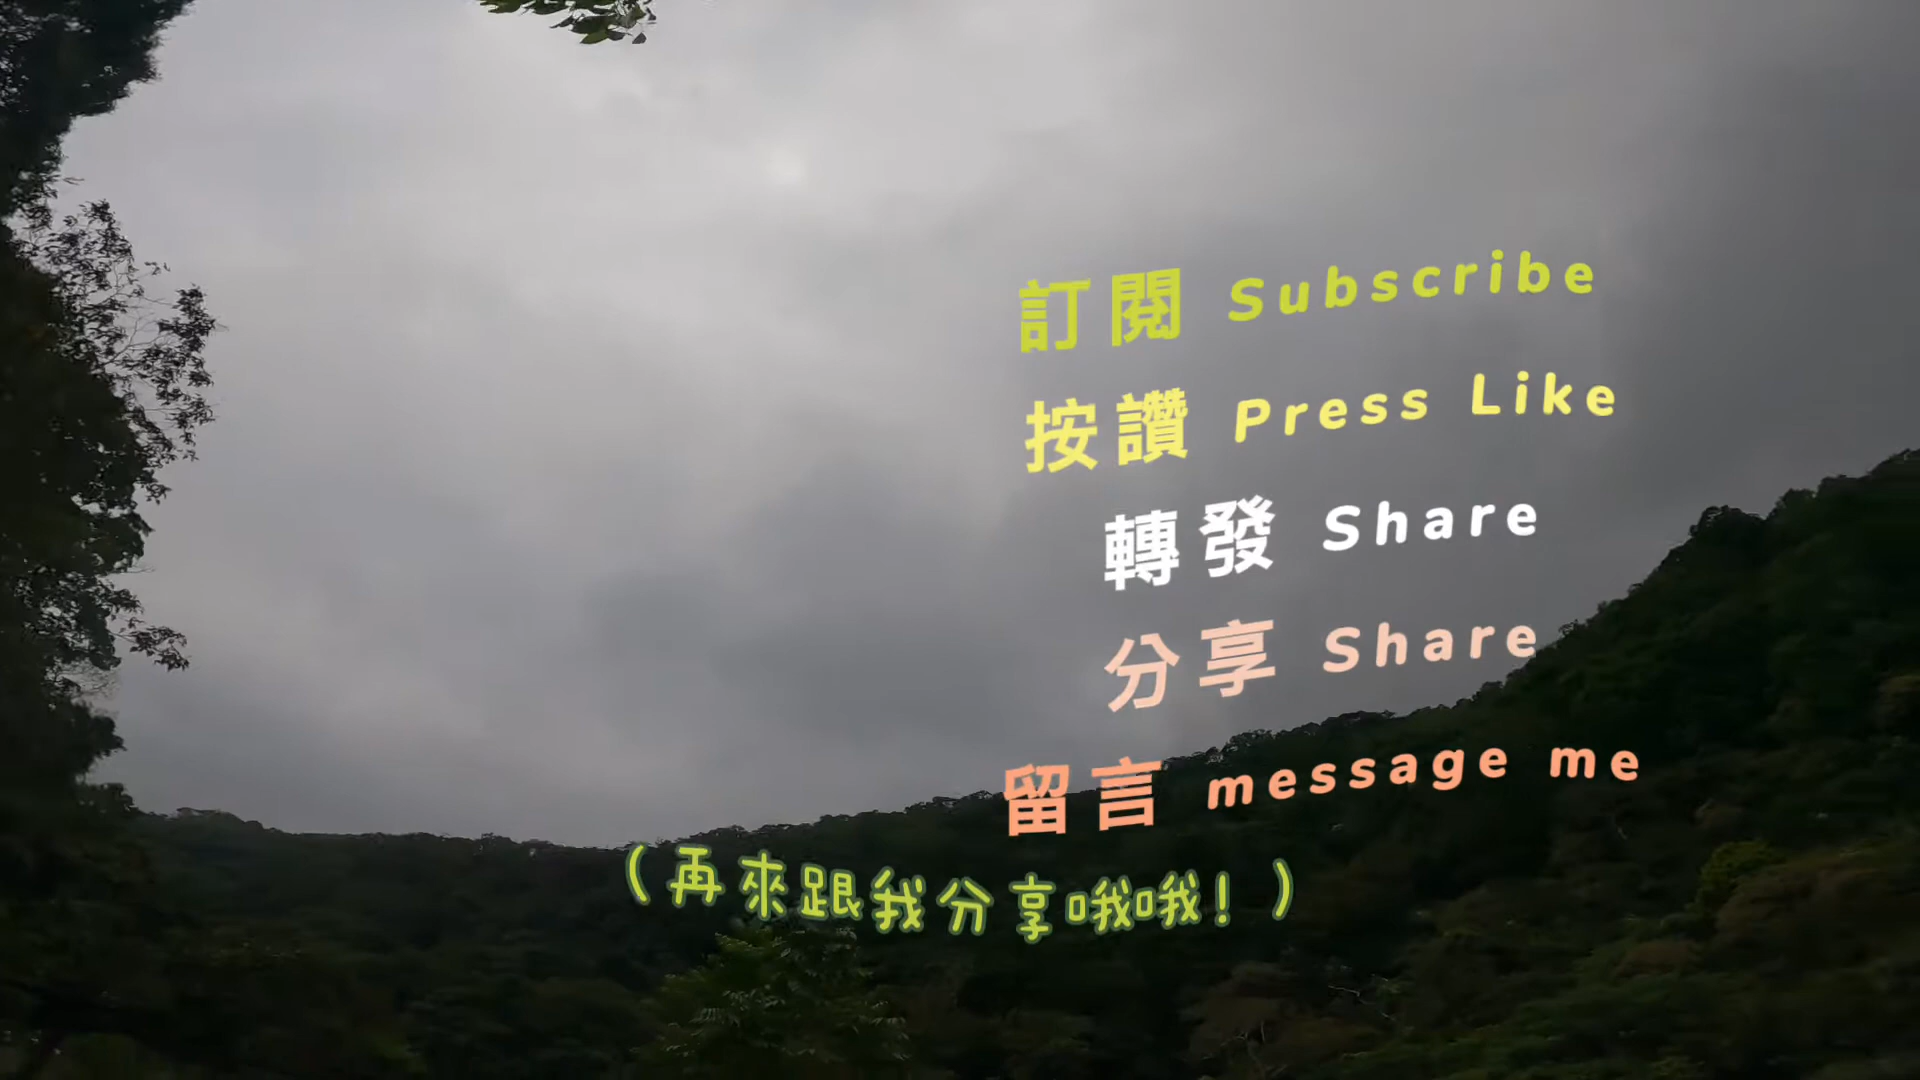 訂閱 Subscribe
按讚 Press Like
轉發 Share
分享 Share
留言 message me
(再來跟我分享哦哦!)